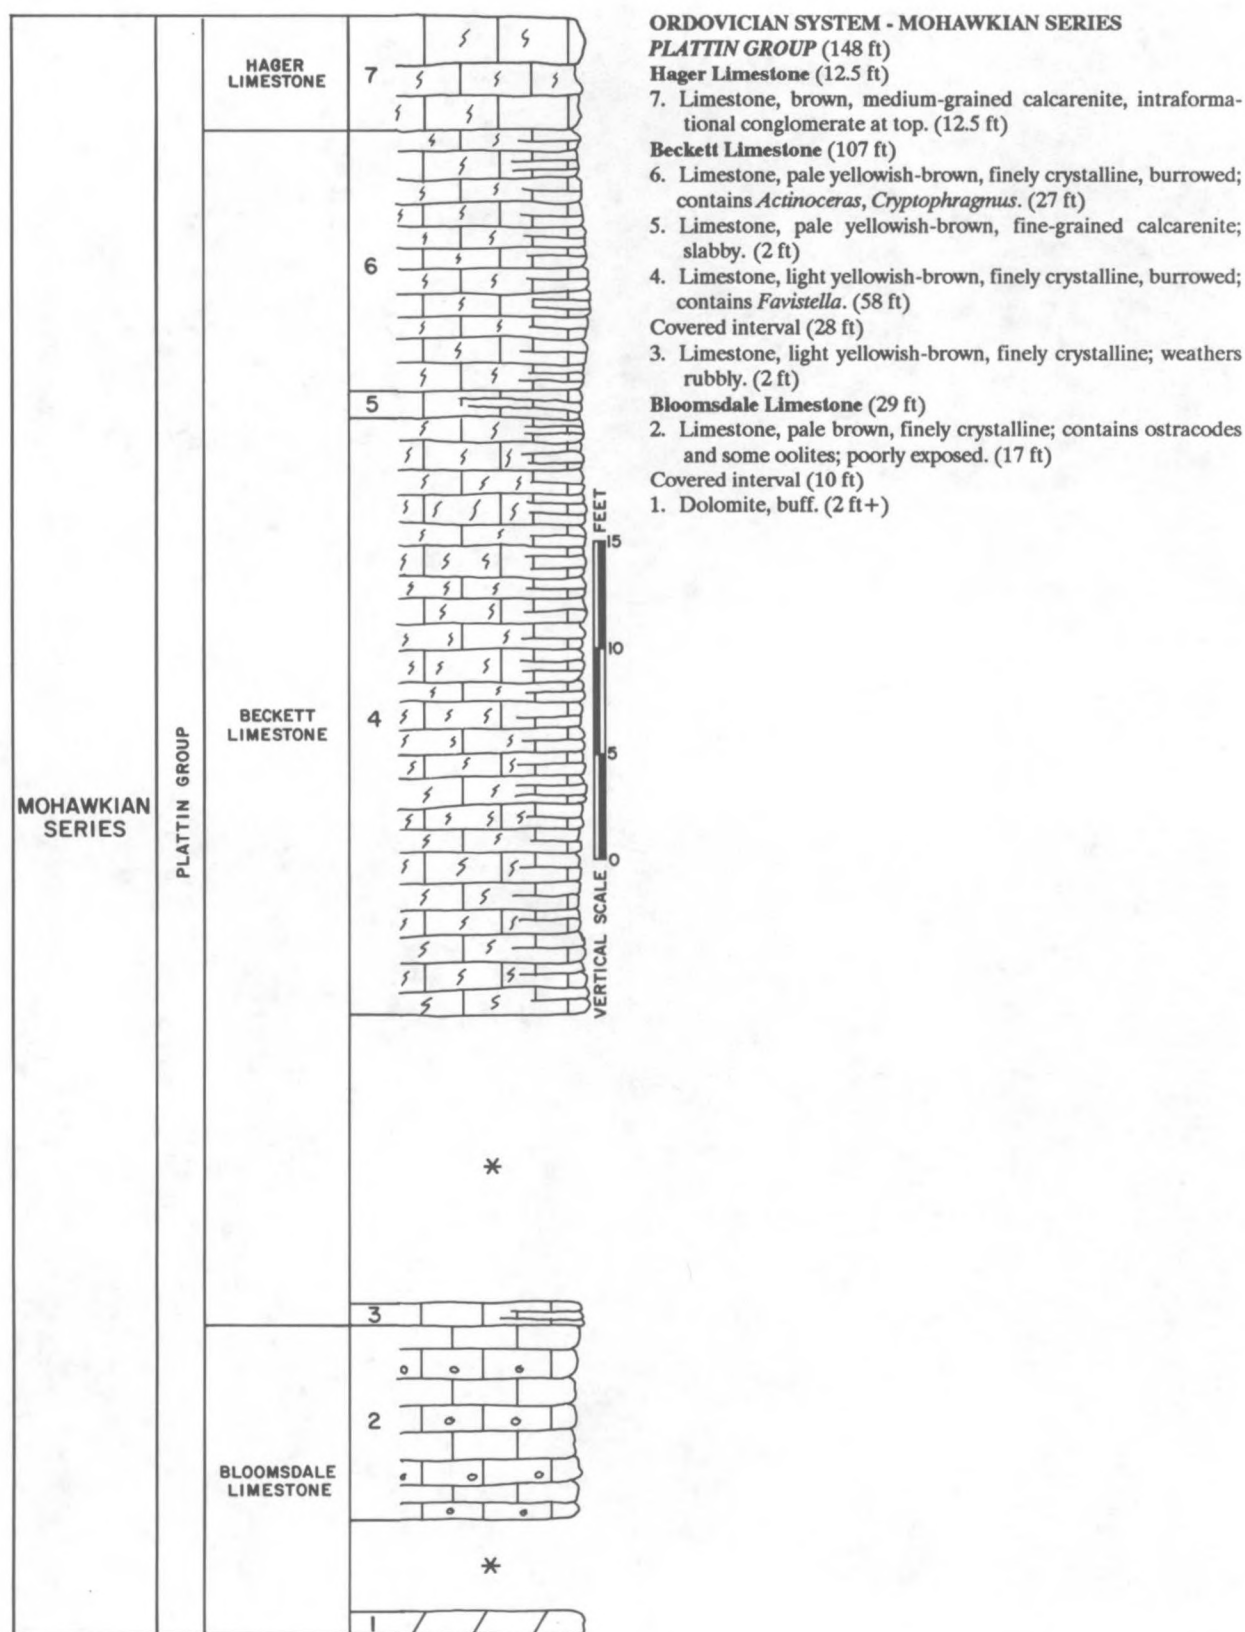 ORDOVICIAN SYSTEM - MOHAWKIAN SERIES
PLATTIN GROUP (148 ft)
Hager Limestone (12.5 ft)
7. Limestone, brown, medium-grained calcarenite, intraforma-
tional conglomerate at top. (12.5 ft)
Beckett Limestone (107 ft)
6. Limestone, pale yellowish-brown, finely crystalline, burrowed;
contains Actinoceras, Cryptophragmus. (27 ft)
5. Limestone, pale yellowish-brown, fine-grained calcarenite;
slabby. (2 ft)
4. Limestone, light yellowish-brown, finely crystalline, burrowed;
contains Favistella. (58 ft)
Covered interval (28 ft)
3. Limestone, light yellowish-brown, finely crystalline; weathers
rubbly. (2 ft)
Bloomsdale Limestone (29 ft)
2. Limestone, pale brown, finely crystalline; contains ostracodes
and some oolites; poorly exposed. (17 ft)
Covered interval (10 ft)
1. Dolomite, buff. (2 ft+)
MOHAWKIAN
SERIES
PLATTIN GROUP
HAGER
LIMESTONE
BECKETT
LIMESTONE
BLOOMSDALE
LIMESTONE
7
6
5
4
*
3
2
*
1
VERTICAL SCALE
FEET
15
10
5
0